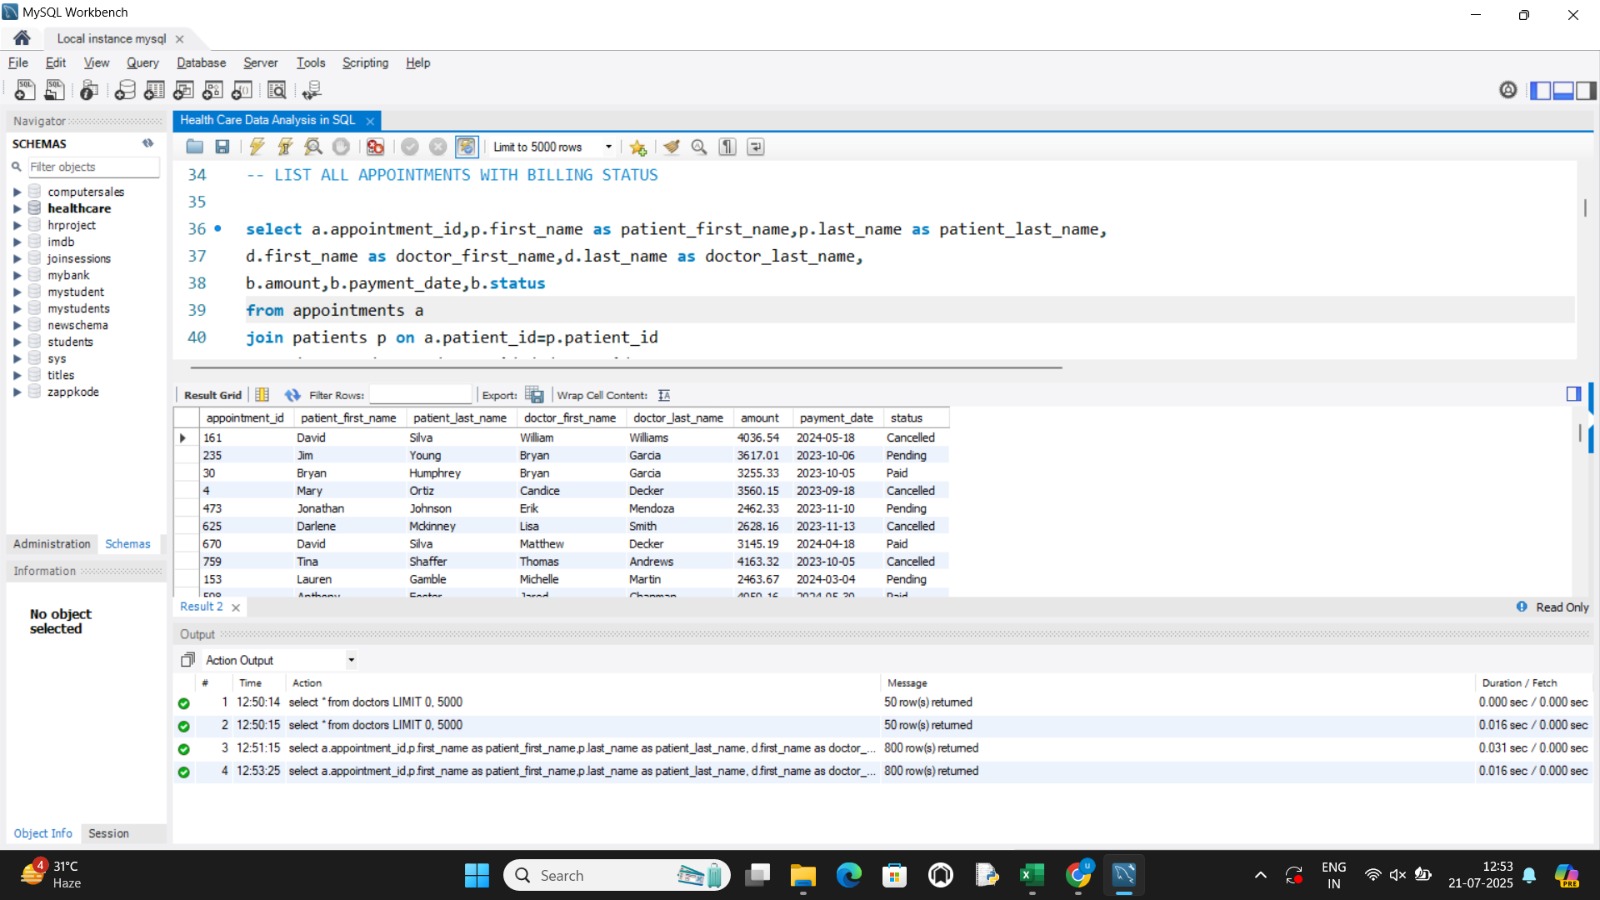 MySQL Workbench
Local instance mysql
File Edit View Query Database Server Tools Scripting Help
Navigator
SCHEMAS
Filter objects
computersales
healthcare
hrproject
imdb
joinsessions
mybank
mystudent
mystudents
newschema
students
sys
titles
zappkode
Administration Schemas
Information
No object
selected
Object Info Session
Health Care Data Analysis in SQL
Limit to 5000 rows
34 -- LIST ALL APPOINTMENTS WITH BILLING STATUS
35
36 select a.appointment_id,p.first_name as patient_first_name,p.last_name as patient_last_name,
37 d.first_name as doctor_first_name,d.last_name as doctor_last_name,
38 b.amount,b.payment_date,b.status
39 from appointments a
40 join patients p on a.patient_id=p.patient_id
Result Grid Filter Rows: Export: Wrap Cell Content:
appointment_id patient_first_name patient_last_name doctor_first_name doctor_last_name amount payment_date status
161 David Silva William Williams 4036.54 2024-05-18 Cancelled
235 Jim Young Bryan Garcia 3617.01 2023-10-06 Pending
30 Bryan Humphrey Bryan Garcia 3255.33 2023-10-05 Paid
4 Mary Ortiz Candice Decker 3560.15 2023-09-18 Cancelled
473 Jonathan Johnson Erik Mendoza 2462.33 2023-11-10 Pending
625 Darlene Mckinney Lisa Smith 2628.16 2023-11-13 Cancelled
670 David Silva Matthew Decker 3145.19 2024-04-18 Paid
759 Tina Shaffer Thomas Andrews 4163.32 2023-10-05 Cancelled
153 Lauren Gamble Michelle Martin 2463.67 2024-03-04 Pending
Result 2 Read Only
Output
Action Output
# Time Action Message Duration / Fetch
1 12:50:14 select * from doctors LIMIT 0, 5000 50 row(s) returned 0.000 sec / 0.000 sec
2 12:50:15 select * from doctors LIMIT 0, 5000 50 row(s) returned 0.016 sec / 0.000 sec
3 12:51:15 select a.appointment_id,p.first_name as patient_first_name,p.last_name as patient_last_name, d.first_name as doctor_... 800 row(s) returned 0.031 sec / 0.000 sec
4 12:53:25 select a.appointment_id,p.first_name as patient_first_name,p.last_name as patient_last_name, d.first_name as doctor_... 800 row(s) returned 0.016 sec / 0.000 sec
4 31°C
Haze
Search
ENG
IN
12:53
21-07-2025
PRE